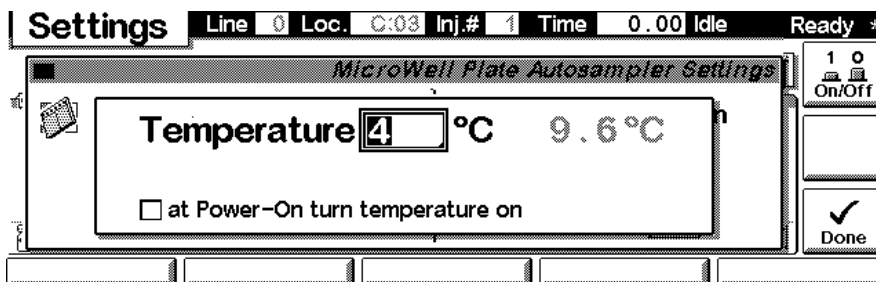 Settings Line 0 Loc. C:03 Inj.# 1 Time 0.00 Idle Ready *
MicroWell Plate Autosampler Settings
1 0
On/Off
Temperature 4 °C 9.6°C
at Power-On turn temperature on
Done